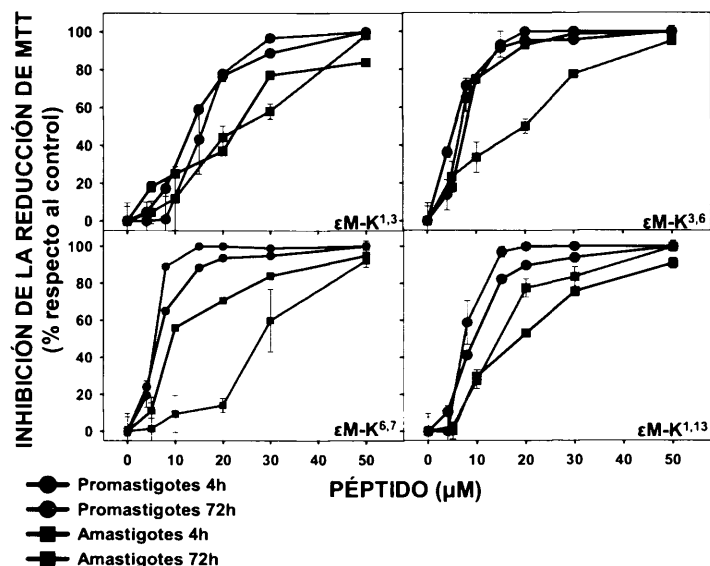 INHIBICIÓN DE LA REDUCCIÓN DE MTT
(% respecto al control)
100
80
60
40
20
0
εM-K1,3
εM-K3,6
100
80
60
40
20
0
εM-K6,7
εM-K1,13
0 10 20 30 50
0 10 20 30 50
PÉPTIDO (μM)
Promastigotes 4h
Promastigotes 72h
Amastigotes 4h
Amastigotes 72h